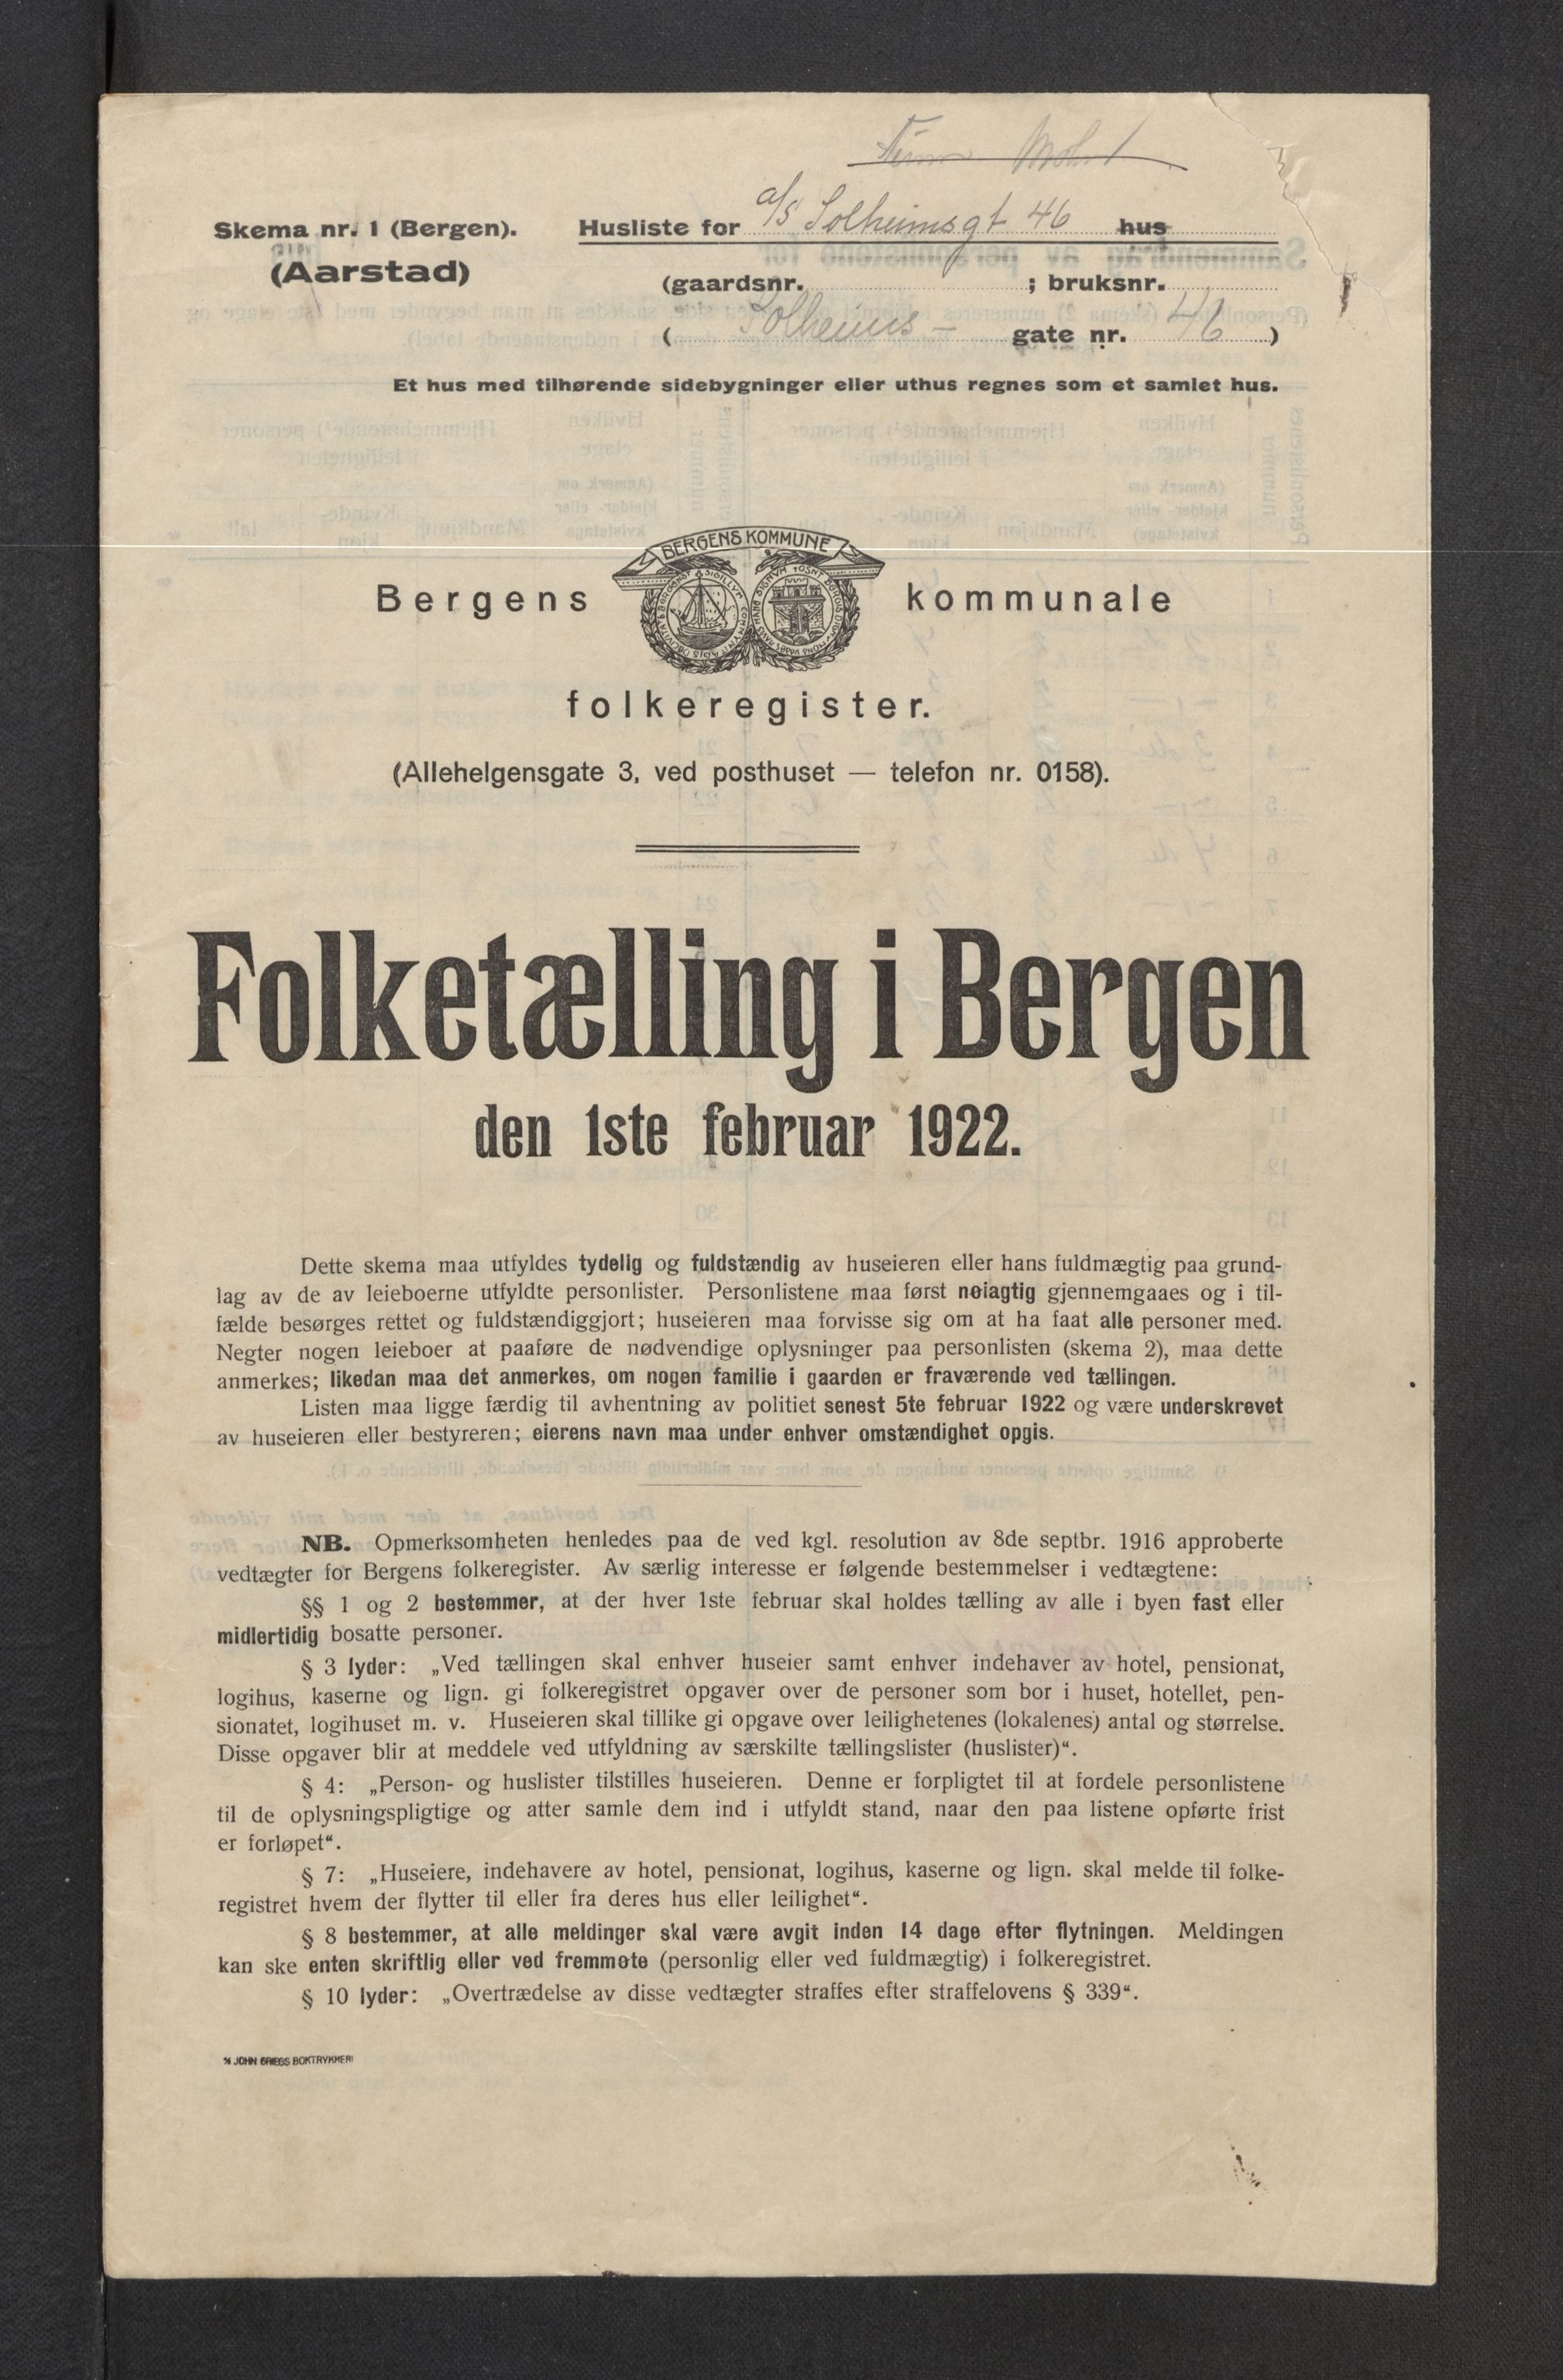 Skema nr. 1 (Bergen).
(Aarstad)
Husliste for a/s Solheimsgt 46 hus
(gaardsnr. ; bruksnr.
( Solheims- gate nr. 46 )
Et hus med tilhørende sidebygninger eller uthus regnes som et samlet hus.
BERGENS KOMMUNE
Bergens kommunale
folkeregister.
(Allehelgensgate 3, ved posthuset — telefon nr. 0158).
Folketælling i Bergen
den 1ste februar 1922.
Dette skema maa utfyldes tydelig og fuldstændig av huseieren eller hans fuldmægtig paa grund-
lag av de av leieboerne utfyldte personlister. Personlistene maa først nøiagtig gjennemgaaes og i til-
fælde besørges rettet og fuldstændiggjort; huseieren maa forvisse sig om at ha faat alle personer med.
Negter nogen leieboer at paaføre de nødvendige oplysninger paa personlisten (skema 2), maa dette
anmerkes; likedan maa det anmerkes, om nogen familie i gaarden er fraværende ved tællingen.
Listen maa ligge færdig til avhentning av politiet senest 5te februar 1922 og være underskrevet
av huseieren eller bestyreren; eierens navn maa under enhver omstændighet opgis.
NB. Opmerksomheten henledes paa de ved kgl. resolution av 8de septbr. 1916 approberte
vedtægter for Bergens folkeregister. Av særlig interesse er følgende bestemmelser i vedtægtene:
§§ 1 og 2 bestemmer, at der hver 1ste februar skal holdes tælling av alle i byen fast eller
midlertidig bosatte personer.
§ 3 lyder: „Ved tællingen skal enhver huseier samt enhver indehaver av hotel, pensionat,
logihus, kaserne og lign. gi folkeregistret opgaver over de personer som bor i huset, hotellet, pen-
sionatet, logihuset m. v. Huseieren skal tillike gi opgave over leilighetenes (lokalenes) antal og størrelse.
Disse opgaver blir at meddele ved utfyldning av særskilte tællingslister (huslister)“.
§ 4: „Person- og huslister tilstilles huseieren. Denne er forpligtet til at fordele personlistene
til de oplysningspligtige og atter samle dem ind i utfyldt stand, naar den paa listene opførte frist
er forløpet“.
§ 7: „Huseiere, indehavere av hotel, pensionat, logihus, kaserne og lign. skal melde til folke-
registret hvem der flytter til eller fra deres hus eller leilighet“.
§ 8 bestemmer, at alle meldinger skal være avgit inden 14 dage efter flytningen. Meldingen
kan ske enten skriftlig eller ved fremmøte (personlig eller ved fuldmægtig) i folkeregistret.
§ 10 lyder: „Overtrædelse av disse vedtægter straffes efter straffelovens § 339“.
A/S JOHN GRIEGS BOKTRYKKERI